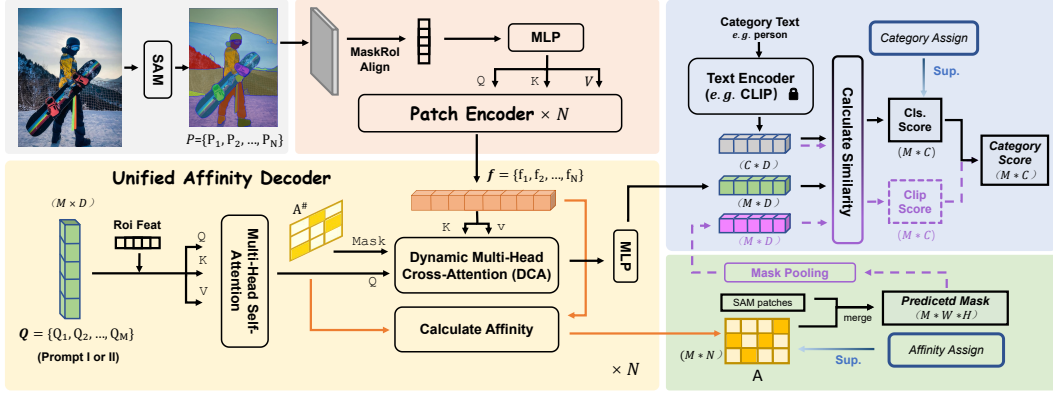 SAM
P={P1, P2, ..., PN}
MaskRoI
Align
MLP
Q
K
V
Patch Encoder × N
f = {f1, f2, ..., fN}
Unified Affinity Decoder
(M × D)
Roi Feat
Q
K
V
Multi-Head Self-
Attention
A#
Mask
Q
K
v
Dynamic Multi-Head
Cross-Attention (DCA)
Calculate Affinity
MLP
Q = {Q1, Q2, ..., QM}
(Prompt I or II)
× N
Category Text
e.g. person
Text Encoder
(e.g. CLIP)
(C * D)
(M * D)
(M * D)
Calculate Similarity
Category Assign
Sup.
Cls.
Score
(M * C)
Clip
Score
(M * C)
Category
Score
(M * C)
Mask Pooling
SAM patches
merge
Predicetd Mask
(M * W * H)
(M * N)
A
Sup.
Affinity Assign